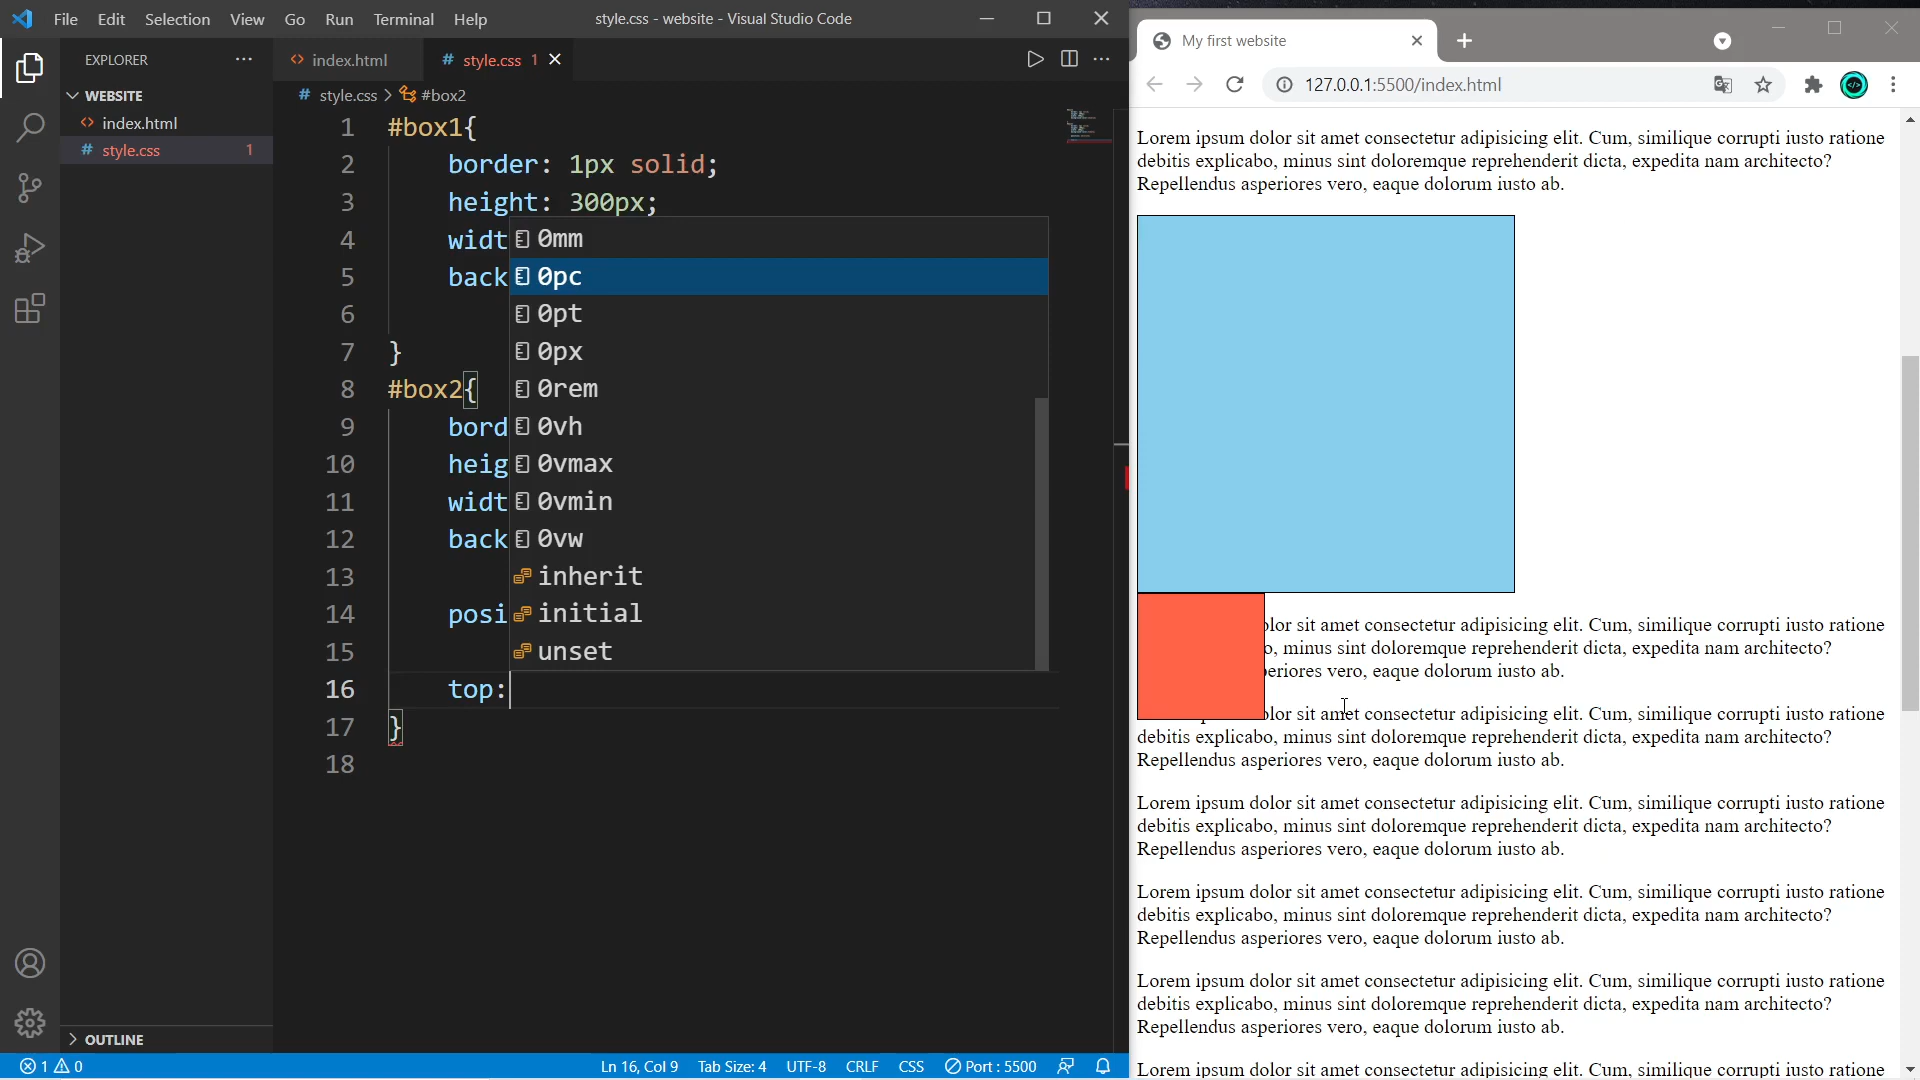 File Edit Selection View Go Run Terminal Help
style.css - website - Visual Studio Code
EXPLORER
WEBSITE
index.html
style.css 1
OUTLINE
index.html
style.css 1
style.css > #box2
1 #box1{
2 border: 1px solid;
3 height: 300px;
4 widt
5 back
6
7 }
8 #box2{
9 bord
10 heig
11 widt
12 back
13
14 posi
15
16 top:
17 }
18
0mm
0pc
0pt
0px
0rem
0vh
0vmax
0vmin
0vw
inherit
initial
unset
1 0
Ln 16, Col 9 Tab Size: 4 UTF-8 CRLF CSS Port : 5500
My first website
127.0.0.1:5500/index.html
Lorem ipsum dolor sit amet consectetur adipisicing elit. Cum, similique corrupti iusto ratione
debitis explicabo, minus sint doloremque reprehenderit dicta, expedita nam architecto?
Repellendus asperiores vero, eaque dolorum iusto ab.
lor sit amet consectetur adipisicing elit. Cum, similique corrupti iusto ratione
o, minus sint doloremque reprehenderit dicta, expedita nam architecto?
eriores vero, eaque dolorum iusto ab.
lor sit amet consectetur adipisicing elit. Cum, similique corrupti iusto ratione
debitis explicabo, minus sint doloremque reprehenderit dicta, expedita nam architecto?
Repellendus asperiores vero, eaque dolorum iusto ab.
Lorem ipsum dolor sit amet consectetur adipisicing elit. Cum, similique corrupti iusto ratione
debitis explicabo, minus sint doloremque reprehenderit dicta, expedita nam architecto?
Repellendus asperiores vero, eaque dolorum iusto ab.
Lorem ipsum dolor sit amet consectetur adipisicing elit. Cum, similique corrupti iusto ratione
debitis explicabo, minus sint doloremque reprehenderit dicta, expedita nam architecto?
Repellendus asperiores vero, eaque dolorum iusto ab.
Lorem ipsum dolor sit amet consectetur adipisicing elit. Cum, similique corrupti iusto ratione
debitis explicabo, minus sint doloremque reprehenderit dicta, expedita nam architecto?
Repellendus asperiores vero, eaque dolorum iusto ab.
Lorem ipsum dolor sit amet consectetur adipisicing elit. Cum, similique corrupti iusto ratione